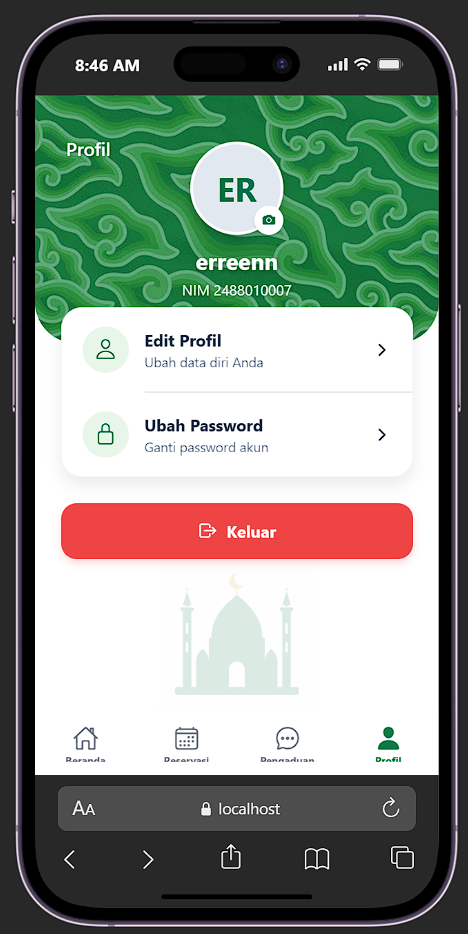 8:46 AM
Profil
ER
erreenn
NIM 2488010007
Edit Profil
Ubah data diri Anda
Ubah Password
Ganti password akun
Keluar
Beranda
Reservasi
Pengaduan
Profil
AA
localhost